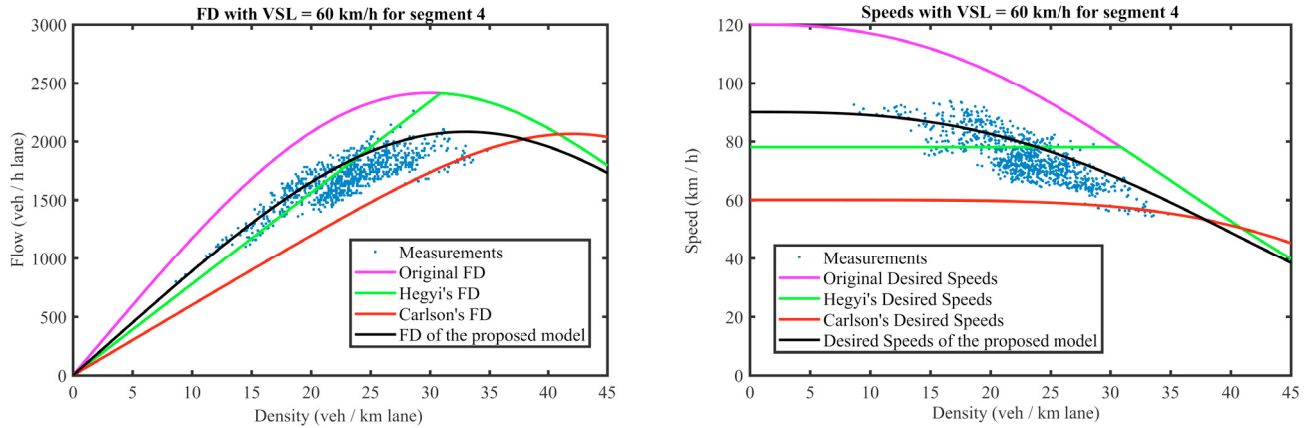 FD with VSL = 60 km/h for segment 4
3000
2500
2000
1500
1000
500
0
Flow (veh / h lane)
0 5 10 15 20 25 30 35 40 45
Density (veh / km lane)
Measurements
Original FD
Hegyi's FD
Carlson's FD
FD of the proposed model
Speeds with VSL = 60 km/h for segment 4
120
100
80
60
40
20
0
Speed (km / h)
0 5 10 15 20 25 30 35 40 45
Density (veh / km lane)
Measurements
Original Desired Speeds
Hegyi's Desired Speeds
Carlson's Desired Speeds
Desired Speeds of the proposed model